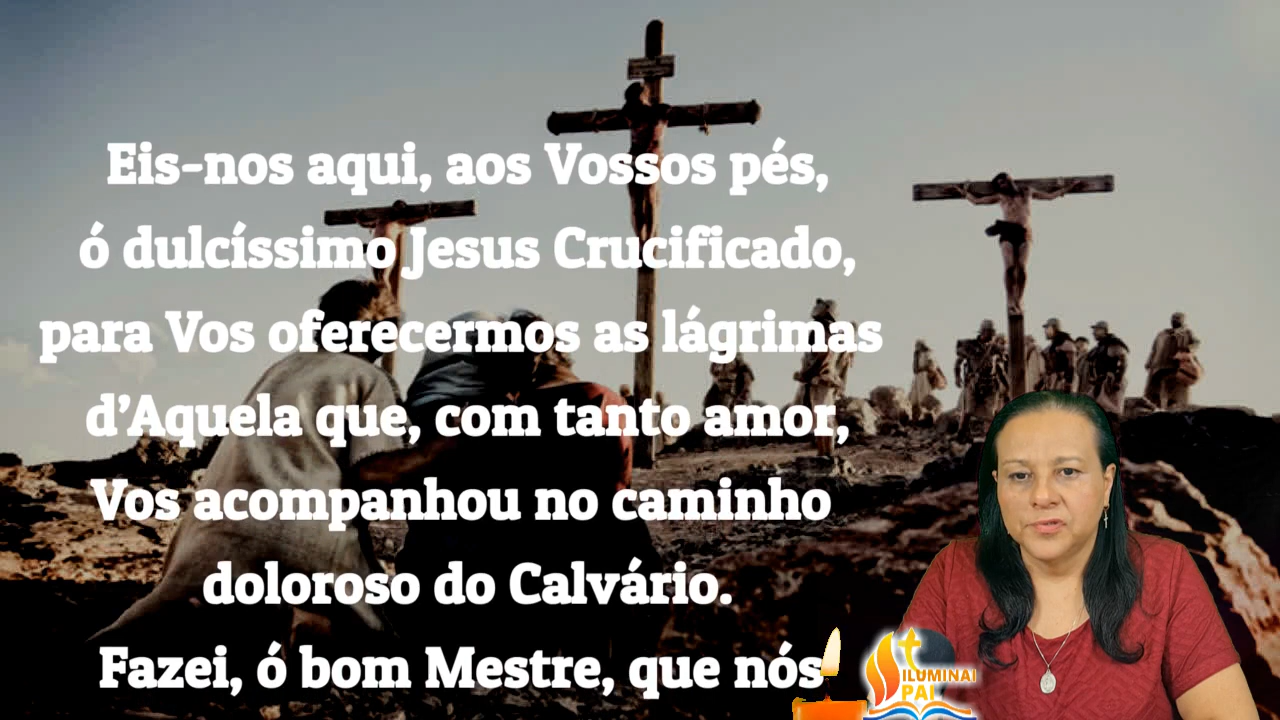 Eis-nos aqui, aos Vossos pés,
ó dulcíssimo Jesus Crucificado,
para Vos oferecermos as lágrimas
d’Aquela que, com tanto amor,
Vos acompanhou no caminho
doloroso do Calvário.
Fazei, ó bom Mestre, que nós
ILUMINAI
PAI